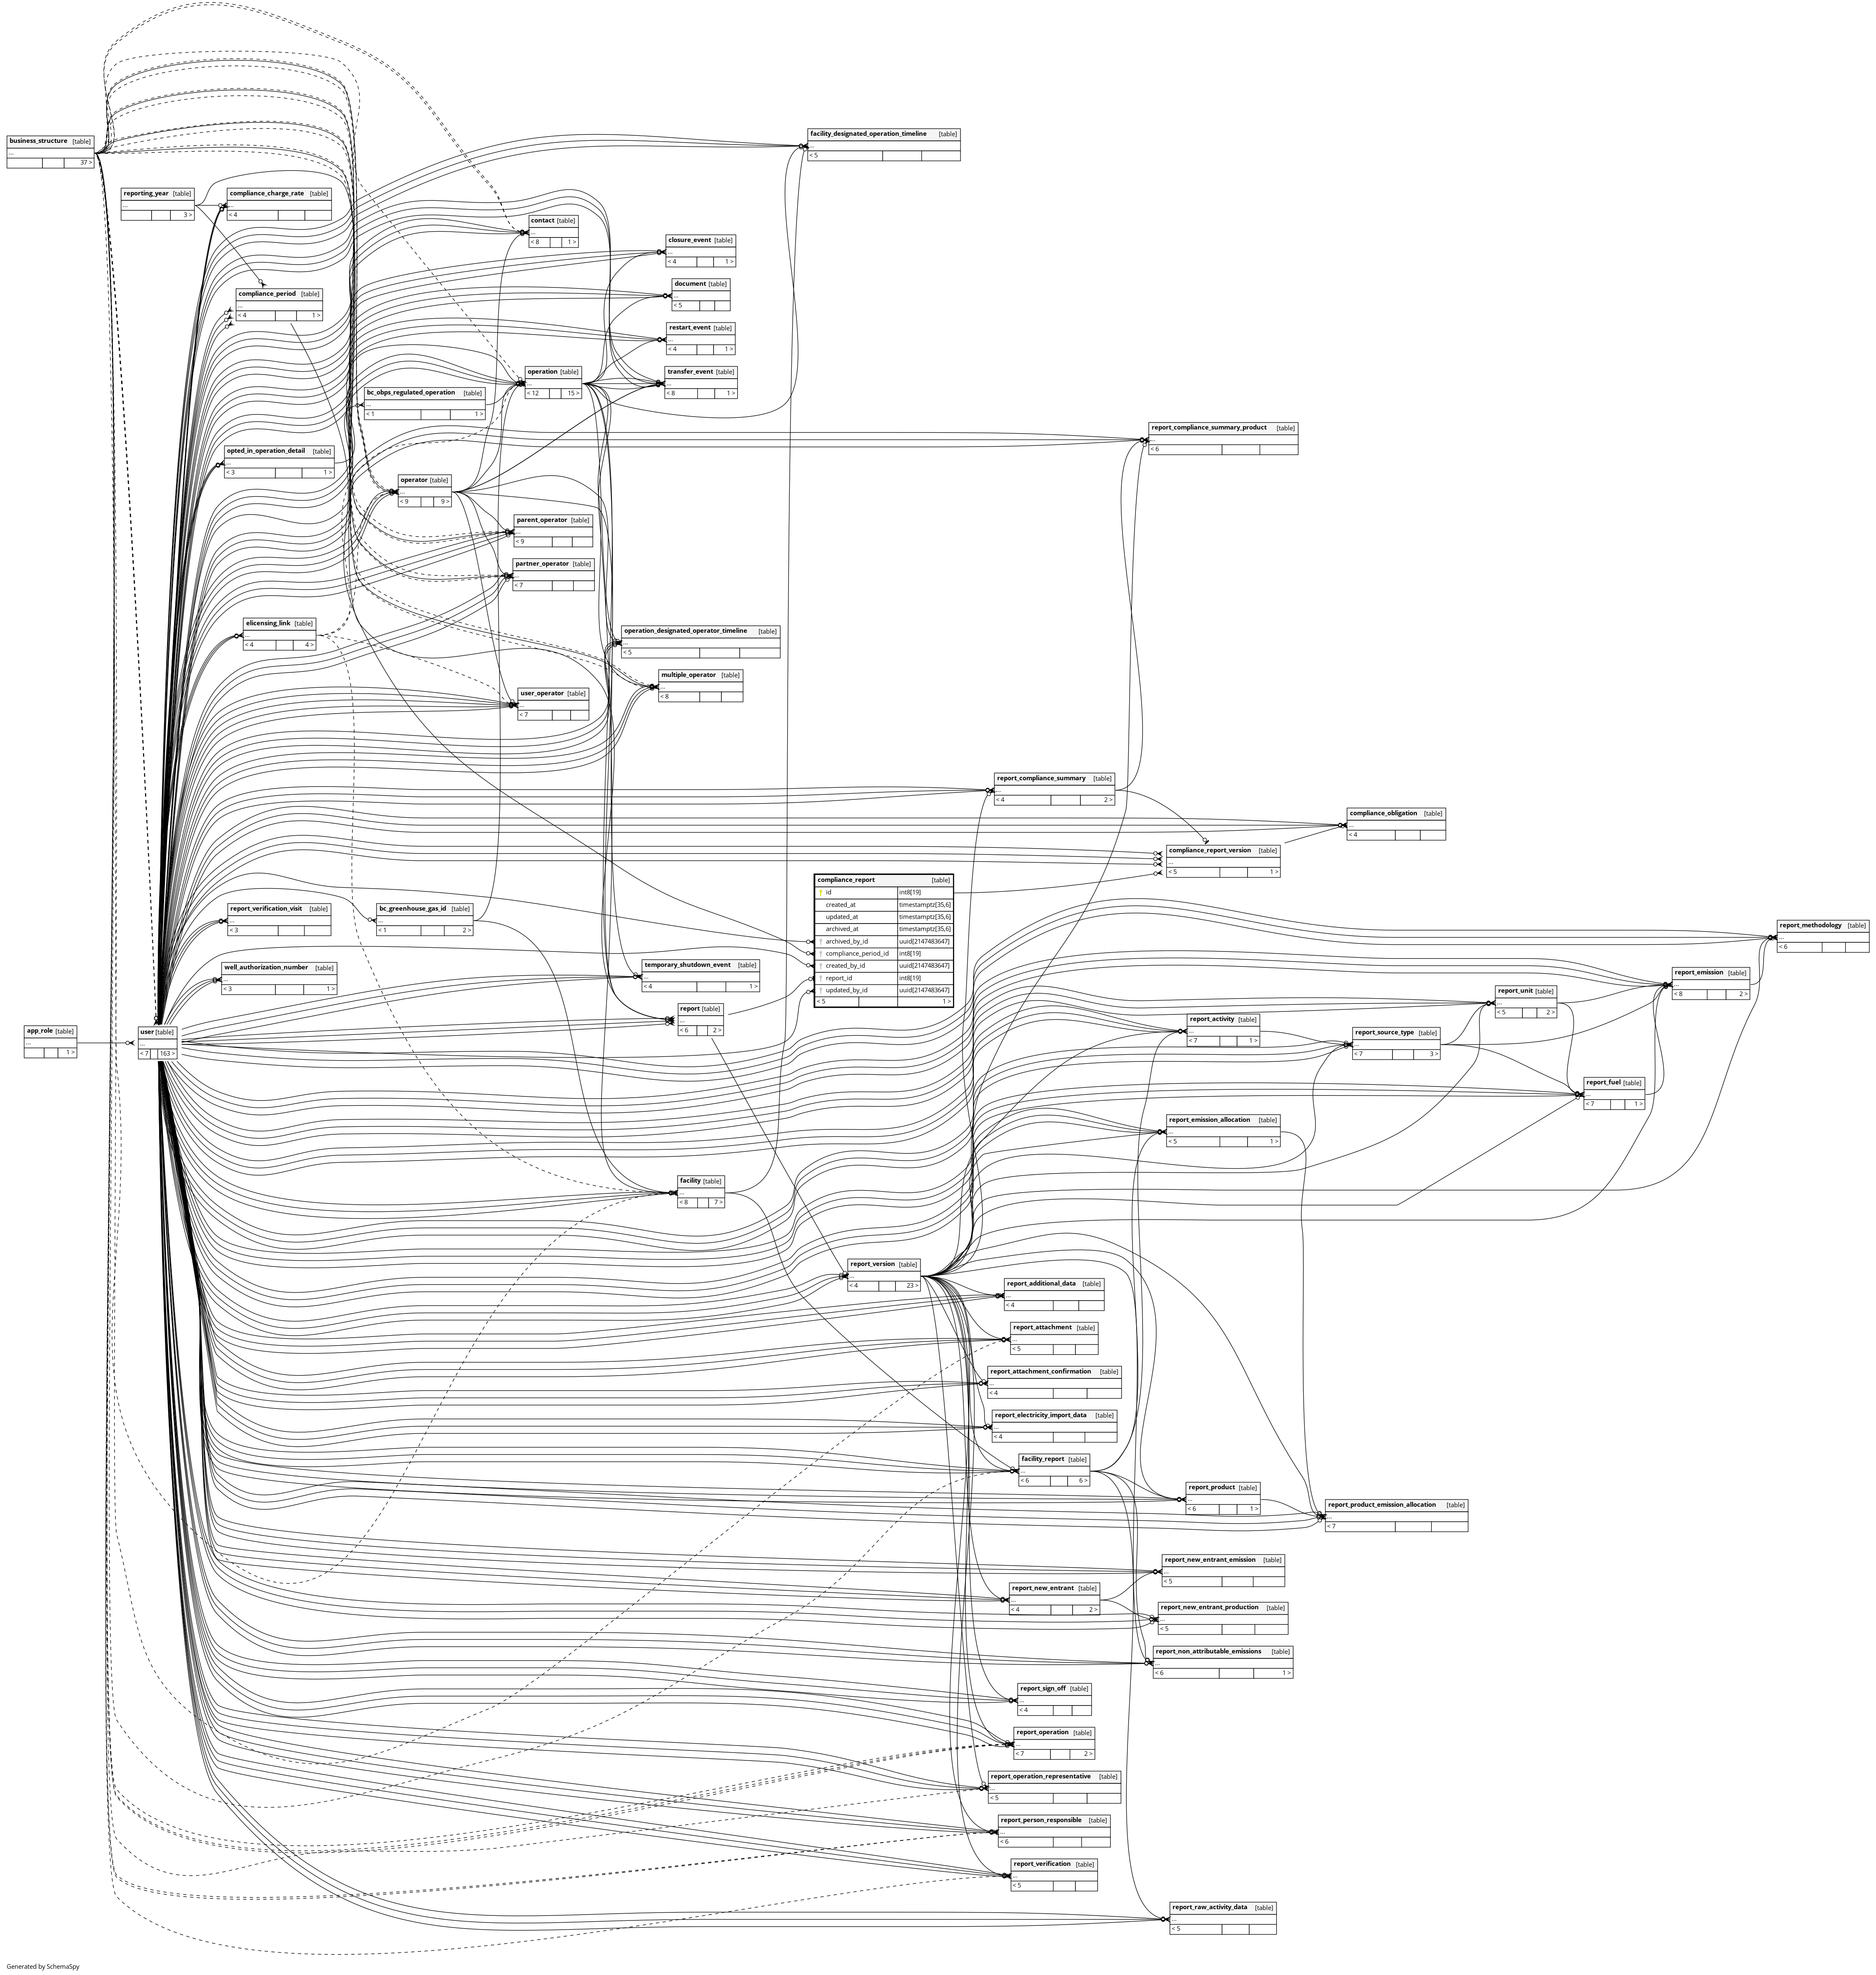 business_structure [table]
...
37 >
facility_designated_operation_timeline [table]
...
< 5
reporting_year [table]
...
3 >
compliance_charge_rate [table]
...
< 4
contact [table]
...
< 8 1 >
closure_event [table]
...
< 4 1 >
document [table]
...
< 5
compliance_period [table]
...
< 4 1 >
restart_event [table]
...
< 4 1 >
operation [table]
...
< 12 15 >
transfer_event [table]
...
< 8 1 >
bc_obps_regulated_operation [table]
...
< 1 1 >
report_compliance_summary_product [table]
...
< 6
opted_in_operation_detail [table]
...
< 3 1 >
operator [table]
...
< 9 9 >
parent_operator [table]
...
< 9
partner_operator [table]
...
< 7
elicensing_link [table]
...
< 4 4 >
operation_designated_operator_timeline [table]
...
< 5
multiple_operator [table]
...
< 8
user_operator [table]
...
< 7
report_compliance_summary [table]
...
< 4 2 >
compliance_obligation [table]
...
< 4
compliance_report_version [table]
...
< 5 1 >
compliance_report [table]
id int8[19]
created_at timestamptz[35,6]
updated_at timestamptz[35,6]
archived_at timestamptz[35,6]
archived_by_id uuid[2147483647]
compliance_period_id int8[19]
created_by_id uuid[2147483647]
report_id int8[19]
updated_by_id uuid[2147483647]
< 5 1 >
report_verification_visit [table]
...
< 3
bc_greenhouse_gas_id [table]
...
< 1 2 >
report_methodology [table]
...
< 6
well_authorization_number [table]
...
< 3 1 >
temporary_shutdown_event [table]
...
< 4 1 >
report_emission [table]
...
< 8 2 >
report_unit [table]
...
< 5 2 >
report [table]
...
< 6 2 >
report_activity [table]
...
< 7 1 >
app_role [table]
...
1 >
user [table]
...
< 7 163 >
report_source_type [table]
...
< 7 3 >
report_fuel [table]
...
< 7 1 >
report_emission_allocation [table]
...
< 5 1 >
facility [table]
...
< 8 7 >
report_version [table]
...
< 4 23 >
report_additional_data [table]
...
< 4
report_attachment [table]
...
< 5
report_attachment_confirmation [table]
...
< 4
report_electricity_import_data [table]
...
< 4
facility_report [table]
...
< 6 6 >
report_product [table]
...
< 6 1 >
report_product_emission_allocation [table]
...
< 7
report_new_entrant_emission [table]
...
< 5
report_new_entrant [table]
...
< 4 2 >
report_new_entrant_production [table]
...
< 5
report_non_attributable_emissions [table]
...
< 6 1 >
report_sign_off [table]
...
< 4
report_operation [table]
...
< 7 2 >
report_operation_representative [table]
...
< 5
report_person_responsible [table]
...
< 6
report_verification [table]
...
< 5
report_raw_activity_data [table]
...
< 5
Generated by SchemaSpy